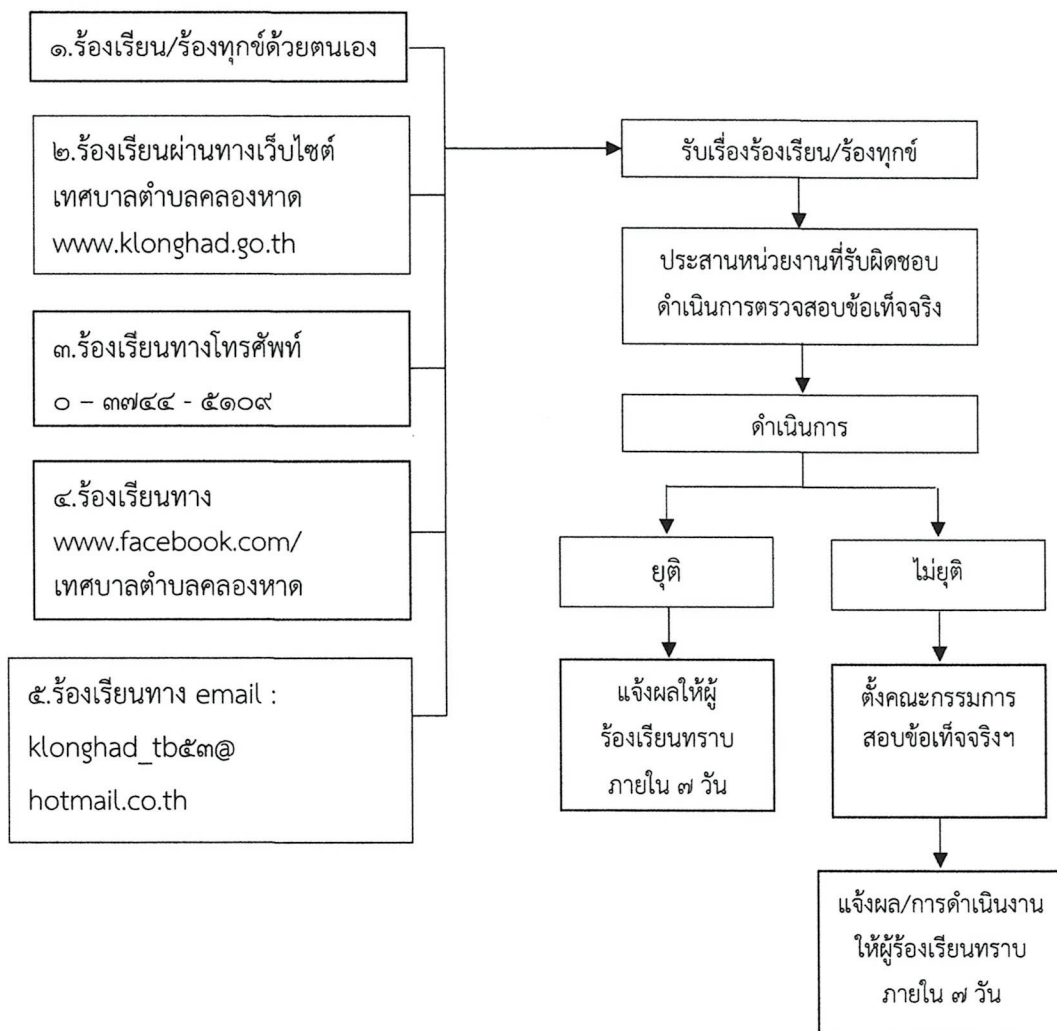 ๑.ร้องเรียน/ร้องทุกข์ด้วยตนเอง
๒.ร้องเรียนผ่านทางเว็บไซต์
เทศบาลตำบลคลองหาด
www.klonghad.go.th
๓.ร้องเรียนทางโทรศัพท์
๐ – ๓๗๔๔ - ๕๑๐๙
๔.ร้องเรียนทาง
www.facebook.com/
เทศบาลตำบลคลองหาด
๕.ร้องเรียนทาง email :
klonghad_tb๕๓@
hotmail.co.th
รับเรื่องร้องเรียน/ร้องทุกข์
ประสานหน่วยงานที่รับผิดชอบ
ดำเนินการตรวจสอบข้อเท็จจริง
ดำเนินการ
ยุติ
แจ้งผลให้ผู้
ร้องเรียนทราบ
ภายใน ๗ วัน
ไม่ยุติ
ตั้งคณะกรรมการ
สอบข้อเท็จจริงฯ
แจ้งผล/การดำเนินงาน
ให้ผู้ร้องเรียนทราบ
ภายใน ๗ วัน